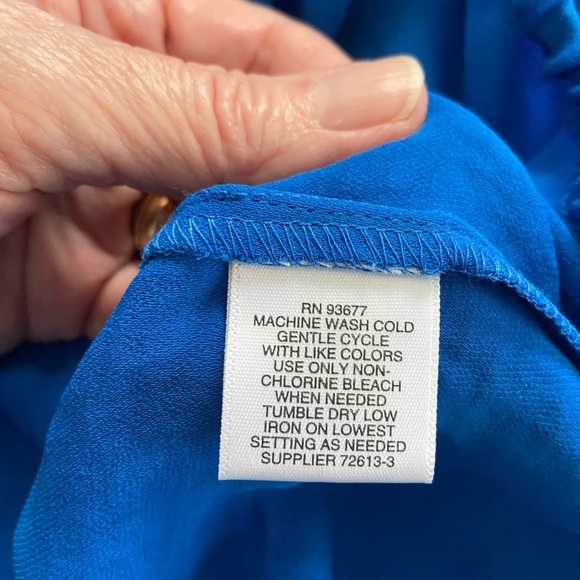 RN 93677
MACHINE WASH COLD
GENTLE CYCLE
WITH LIKE COLORS
USE ONLY NON-
CHLORINE BLEACH
WHEN NEEDED
TUMBLE DRY LOW
IRON ON LOWEST
SETTING AS NEEDED
SUPPLIER 72613-3